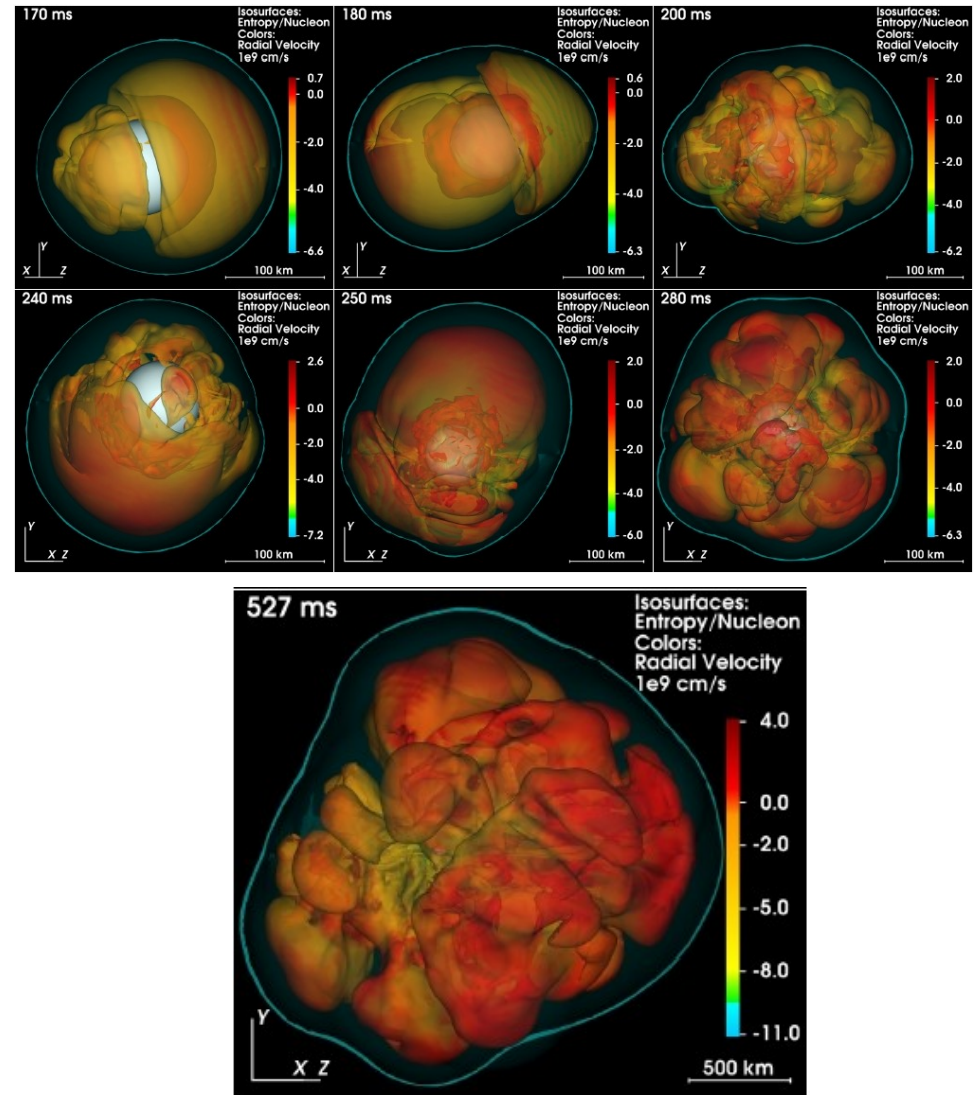 170 ms
Isosurfaces:
Entropy/Nucleon
Colors:
Radial Velocity
1e9 cm/s
0.7
0.0
-2.0
-4.0
-6.6
Y
X Z
100 km
180 ms
Isosurfaces:
Entropy/Nucleon
Colors:
Radial Velocity
1e9 cm/s
0.6
0.0
-2.0
-4.0
-6.3
Y
X Z
100 km
200 ms
Isosurfaces:
Entropy/Nucleon
Colors:
Radial Velocity
1e9 cm/s
2.0
0.0
-2.0
-4.0
-6.2
Y
X Z
100 km
240 ms
Isosurfaces:
Entropy/Nucleon
Colors:
Radial Velocity
1e9 cm/s
2.6
0.0
-2.0
-4.0
-7.2
Y
X Z
100 km
250 ms
Isosurfaces:
Entropy/Nucleon
Colors:
Radial Velocity
1e9 cm/s
2.0
0.0
-2.0
-4.0
-6.0
Y
X Z
100 km
280 ms
Isosurfaces:
Entropy/Nucleon
Colors:
Radial Velocity
1e9 cm/s
2.0
0.0
-2.0
-4.0
-6.3
Y
X Z
100 km
527 ms
Isosurfaces:
Entropy/Nucleon
Colors:
Radial Velocity
1e9 cm/s
4.0
0.0
-2.0
-5.0
-8.0
-11.0
Y
X Z
500 km